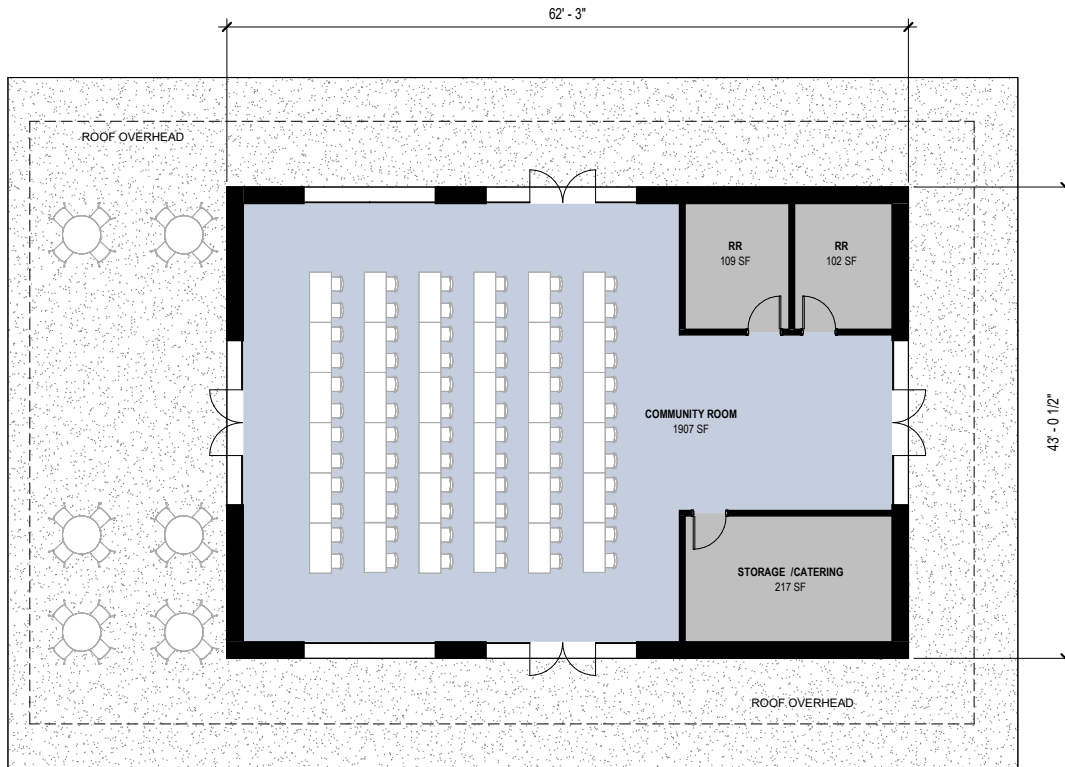 62' - 3"
ROOF OVERHEAD
RR
109 SF
RR
102 SF
COMMUNITY ROOM
1907 SF
43' - 0 1/2"
STORAGE /CATERING
217 SF
ROOF OVERHEAD